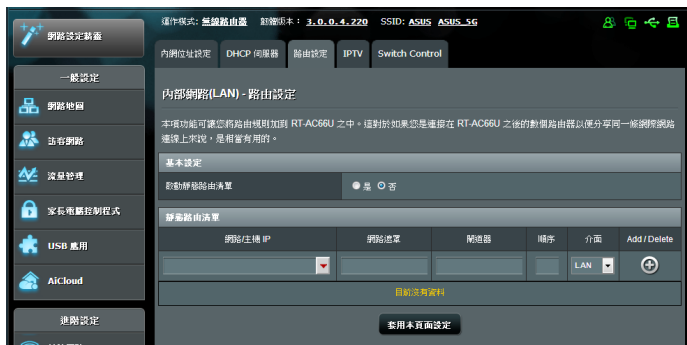 運作模式: 無線路由器 韌體版本: 3.0.0.4.220 SSID: ASUS ASUS_5G
網路設定精靈
內網位址設定 DHCP 伺服器 路由設定 IPTV Switch Control
一般設定
網路地圖
訪客網路
流量管理
家長電腦控制程式
USB 應用
AiCloud
進階設定
內部網路(LAN) - 路由設定
本項功能可讓您將路由規則加到 RT-AC66U 之中。這對於如果您是連接在 RT-AC66U 之後的數個路由器以便分享同一條網際網路
連線上來說，是相當有用的。
基本設定
啟動靜態路由清單 是 否
靜態路由清單
網路/主機 IP 網路遮罩 閘道器 順序 介面 Add / Delete
LAN
目前沒有資料
套用本頁面設定